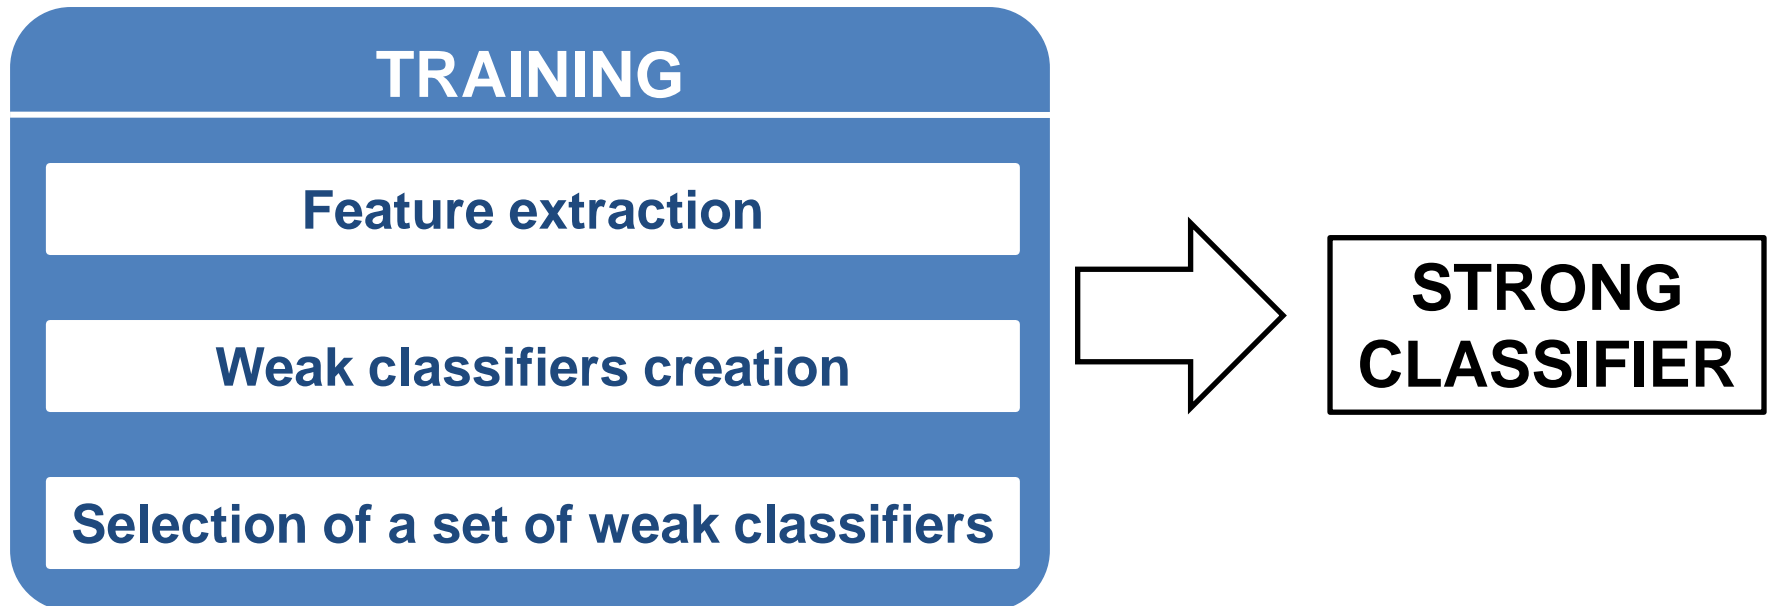 TRAINING
Feature extraction
Weak classifiers creation
Selection of a set of weak classifiers
STRONG
CLASSIFIER